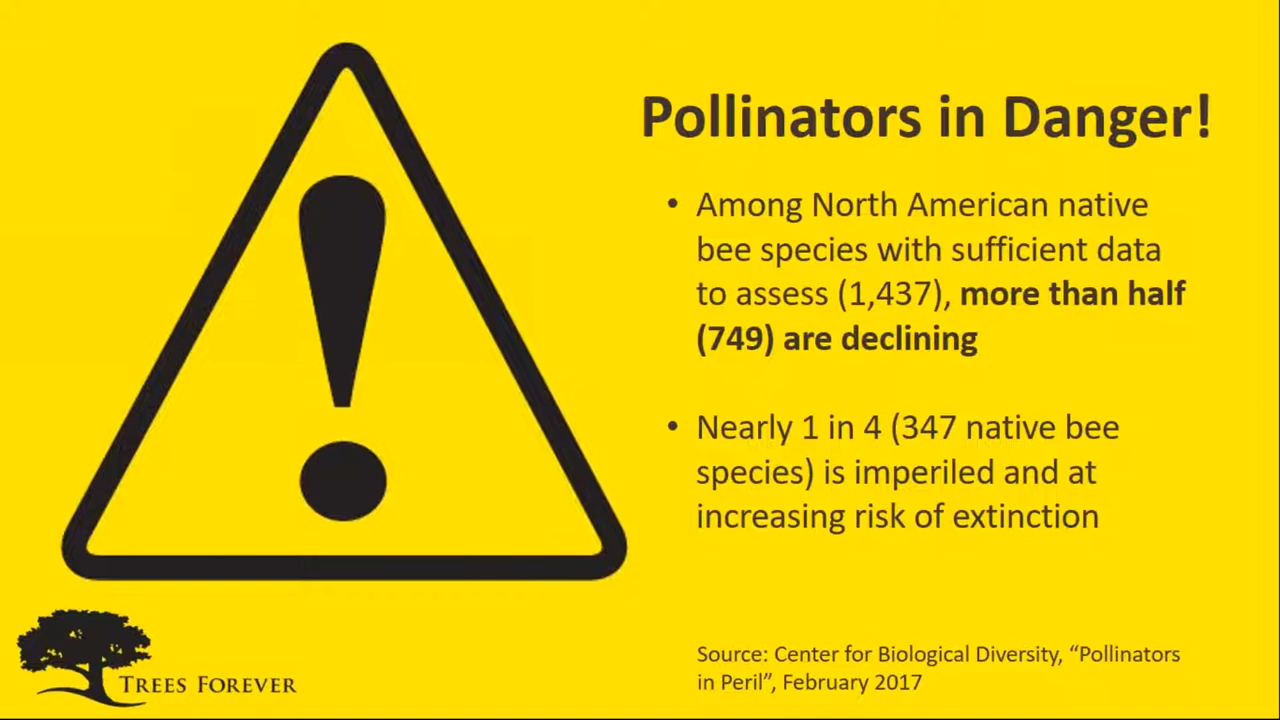 Pollinators in Danger!
• Among North American native
bee species with sufficient data
to assess (1,437), more than half
(749) are declining
• Nearly 1 in 4 (347 native bee
species) is imperiled and at
increasing risk of extinction
Source: Center for Biological Diversity, “Pollinators
in Peril”, February 2017
TREES FOREVER